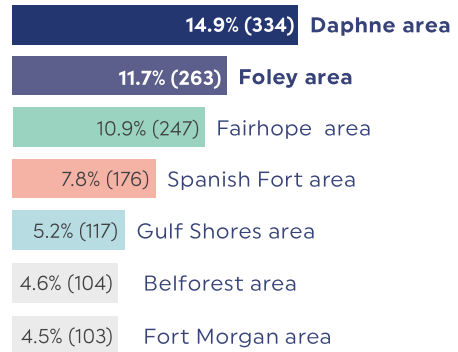 14.9% (334) Daphne area
11.7% (263) Foley area
10.9% (247) Fairhope area
7.8% (176) Spanish Fort area
5.2% (117) Gulf Shores area
4.6% (104) Belforest area
4.5% (103) Fort Morgan area